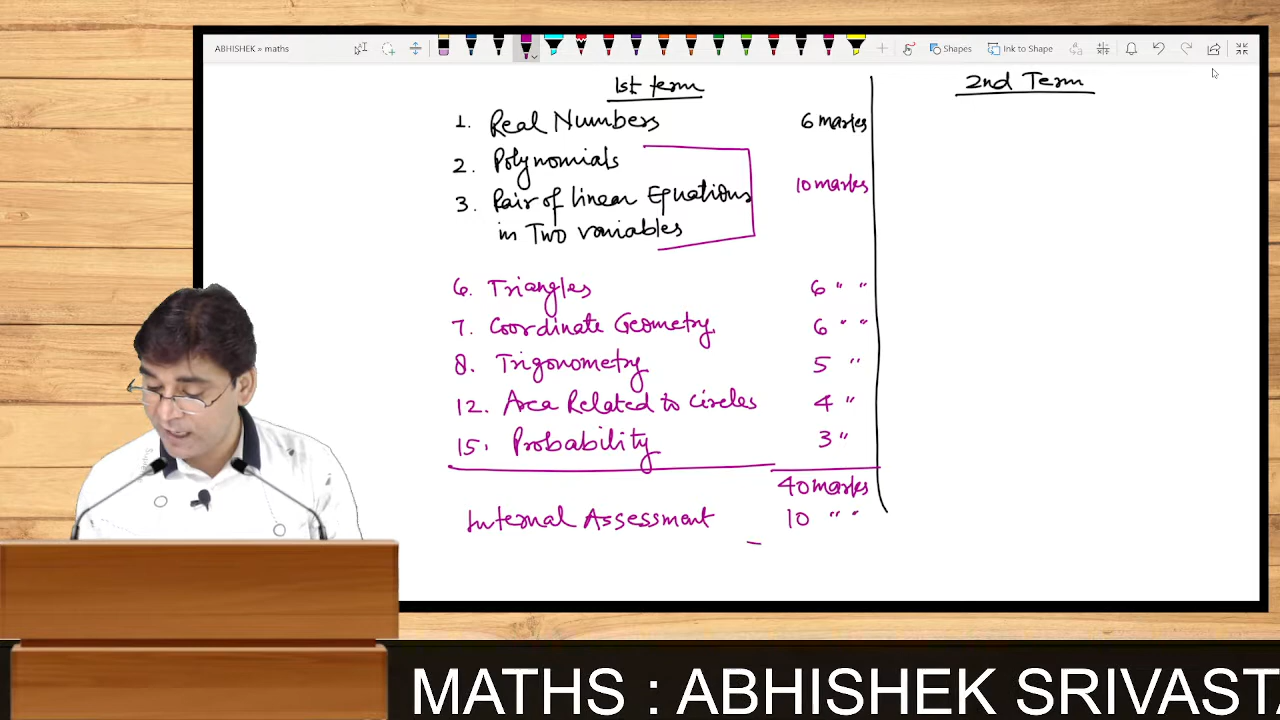 ABHISHEK » maths
Shapes
Ink to Shape
1st term
2nd Term
1. Real Numbers 6 marks
2. Polynomials
10 marks
3. Pair of linear Equations
in Two variables
6. Triangles 6 " "
7. Coordinate Geometry 6 " "
8. Trigonometry 5 "
12. Area Related to Circles 4 "
15. Probability 3 "
40 marks
Internal Assessment 10 " "
MATHS : ABHISHEK SRIVASTA